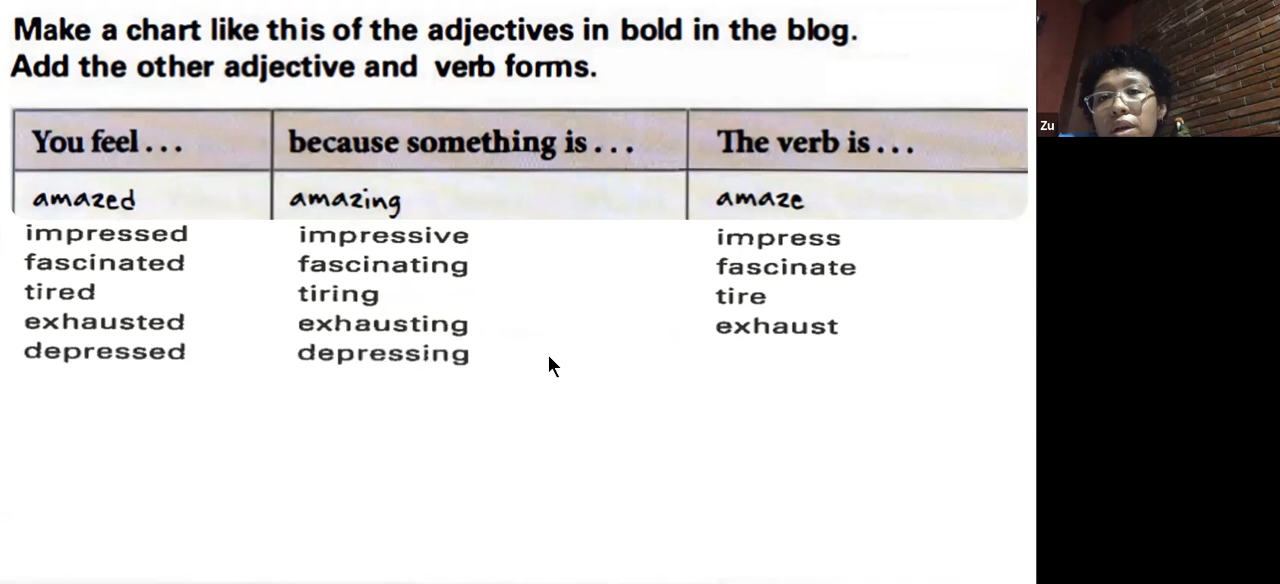 Make a chart like this of the adjectives in bold in the blog.
Add the other adjective and verb forms.
You feel... because something is... The verb is...
amazed amazing amaze
impressed impressive impress
fascinated fascinating fascinate
tired tiring tire
exhausted exhausting exhaust
depressed depressing
Zu